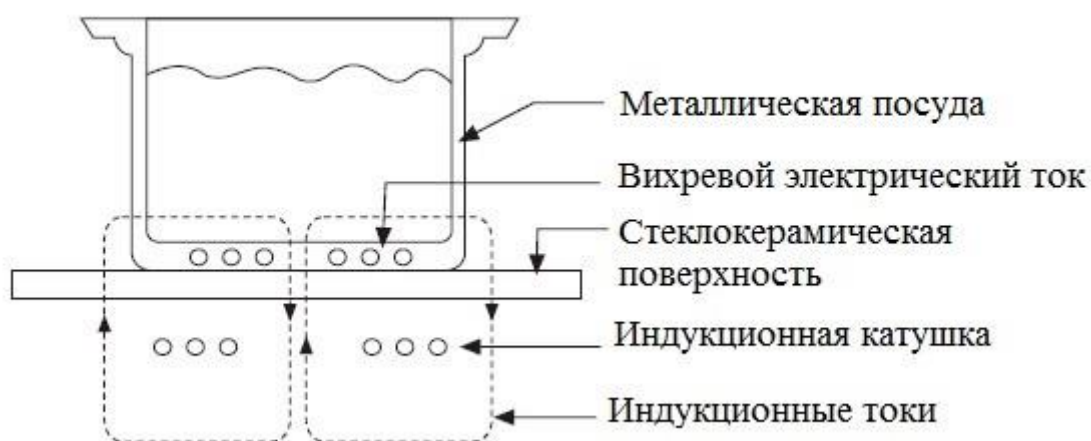 Металлическая посуда
Вихревой электрический ток
Стеклокерамическая
поверхность
Индукционная катушка
Индукционные токи